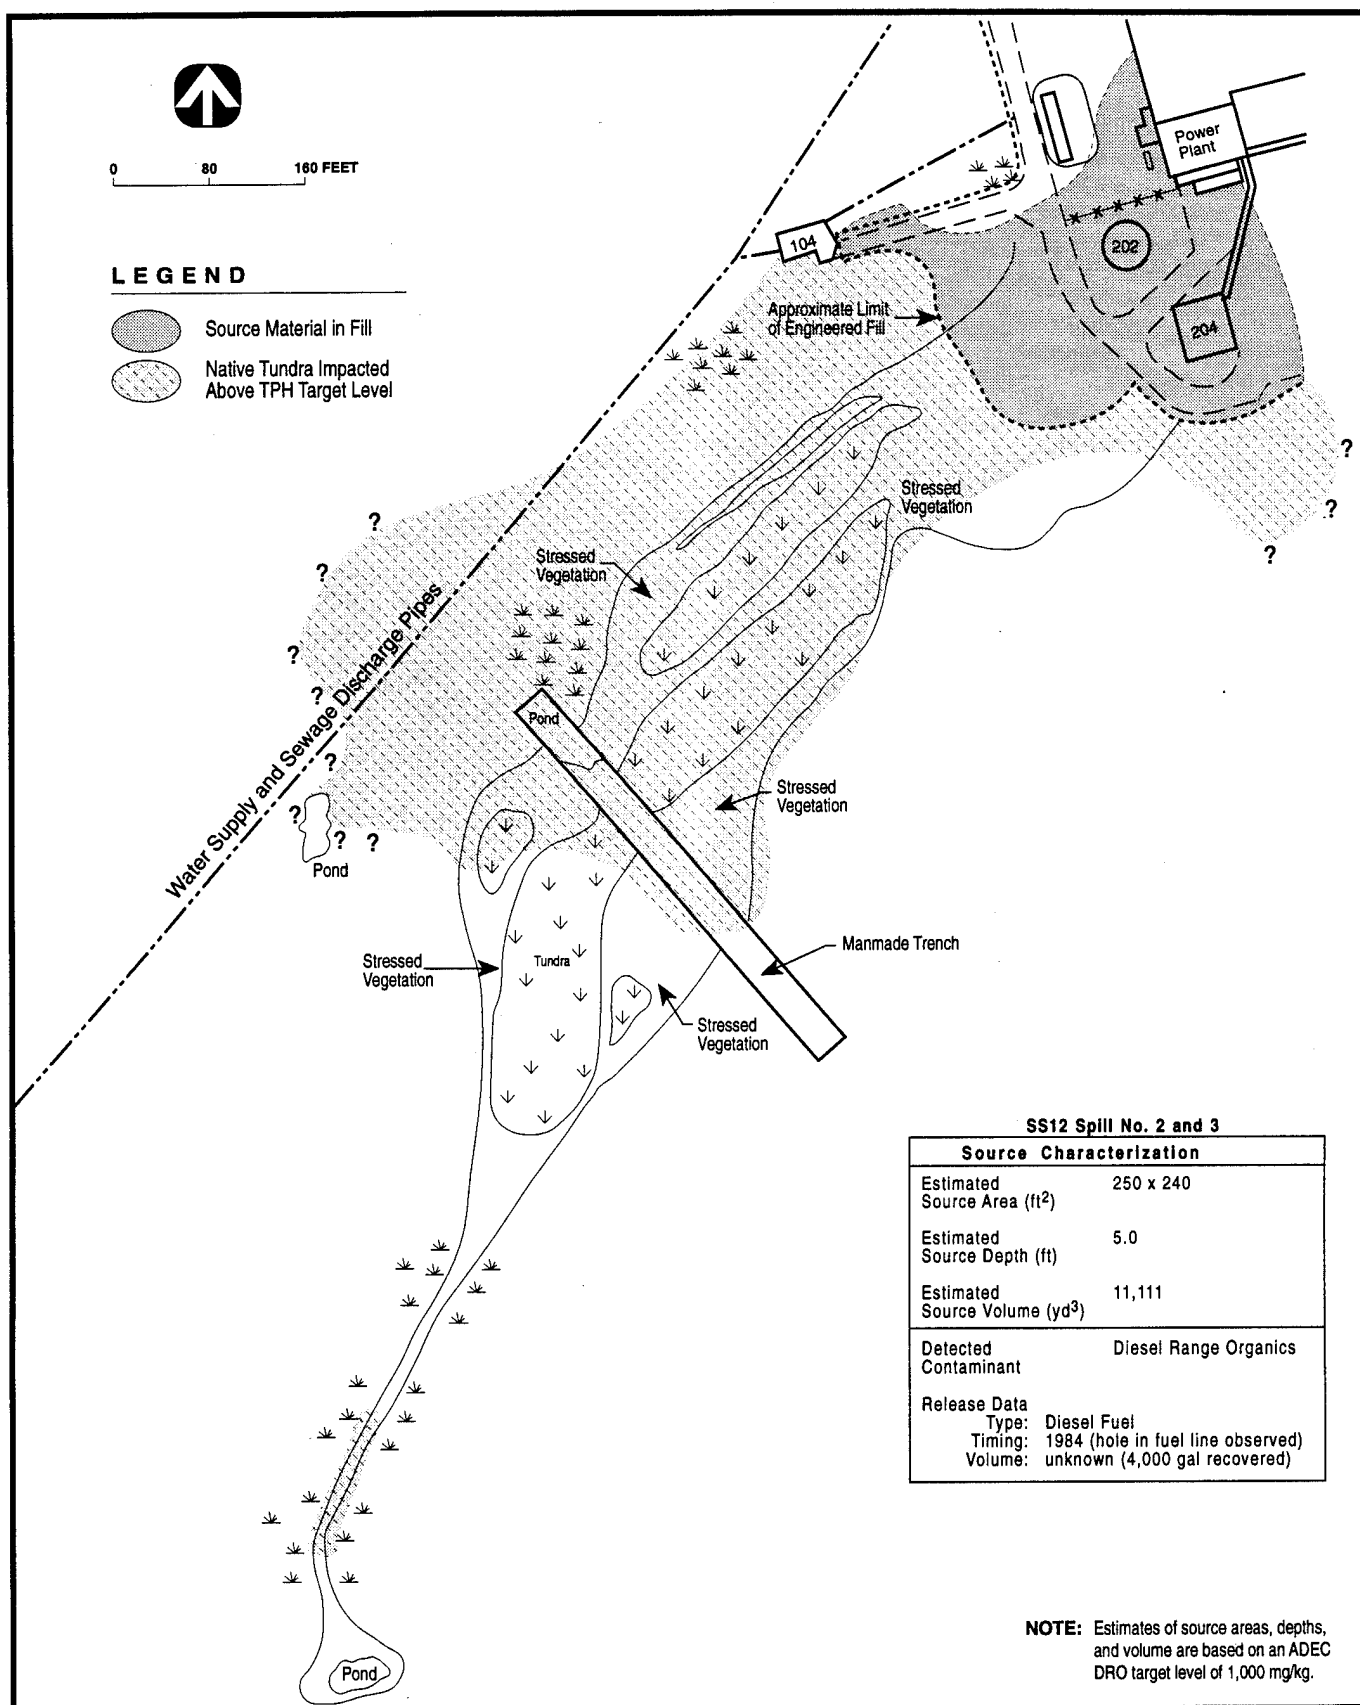 Power
Plant
0 80 160 FEET
104
202
LEGEND
Approximate Limit
of Engineered Fill
Source Material in Fill
204
Native Tundra Impacted
Above TPH Target Level
?
Stressed
Vegetation
?
?
?
Stressed
Vegetation
?
?
Water Supply and Sewage Discharge Pipes
?
Pond
?
Stressed
Vegetation
?
?
?
Pond
Manmade Trench
Stressed
Vegetation
Tundra
Stressed
Vegetation
SS12 Spill No. 2 and 3
Source Characterization
Estimated 250 x 240
Source Area (ft²)
Estimated 5.0
Source Depth (ft)
Estimated 11,111
Source Volume (yd³)
Detected Diesel Range Organics
Contaminant
Release Data
Type: Diesel Fuel
Timing: 1984 (hole in fuel line observed)
Volume: unknown (4,000 gal recovered)
NOTE: Estimates of source areas, depths,
and volume are based on an ADEC
DRO target level of 1,000 mg/kg.
Pond